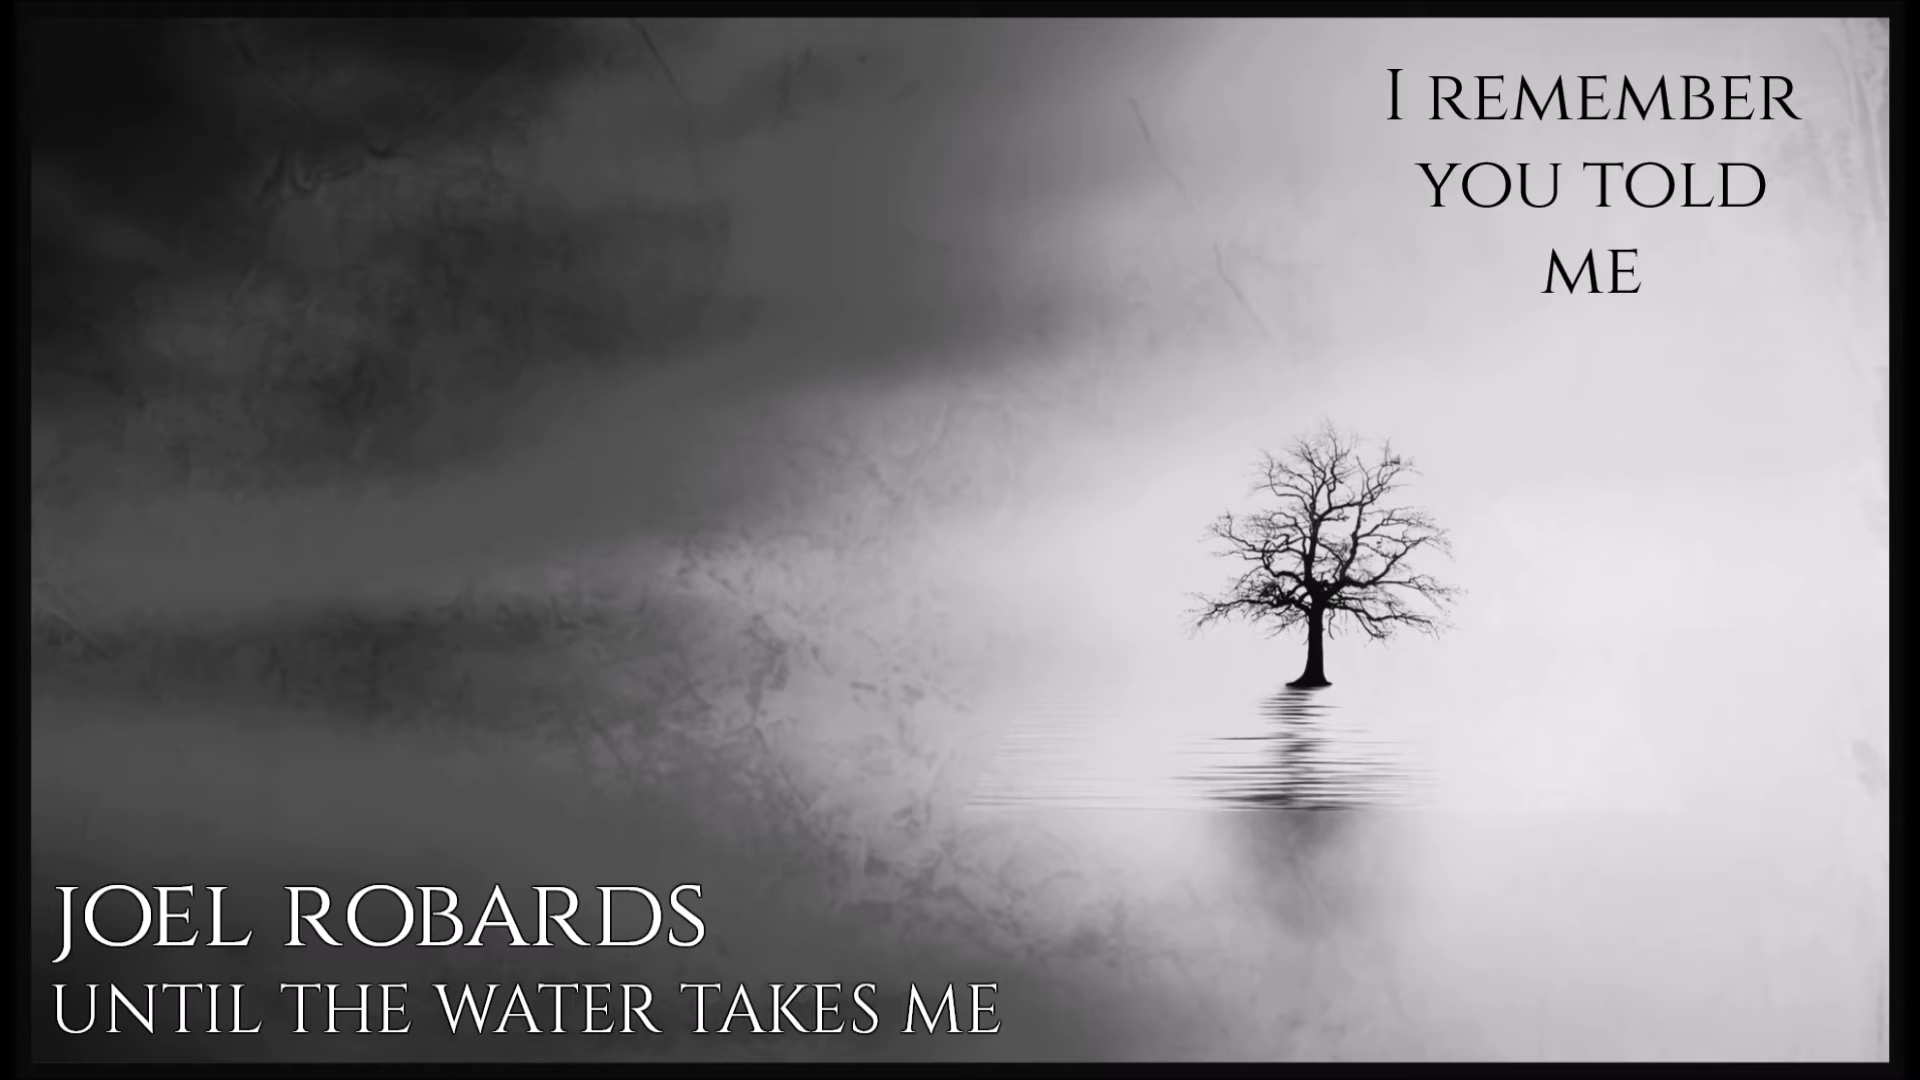 I REMEMBER
YOU TOLD
ME
JOEL ROBARDS
UNTIL THE WATER TAKES ME